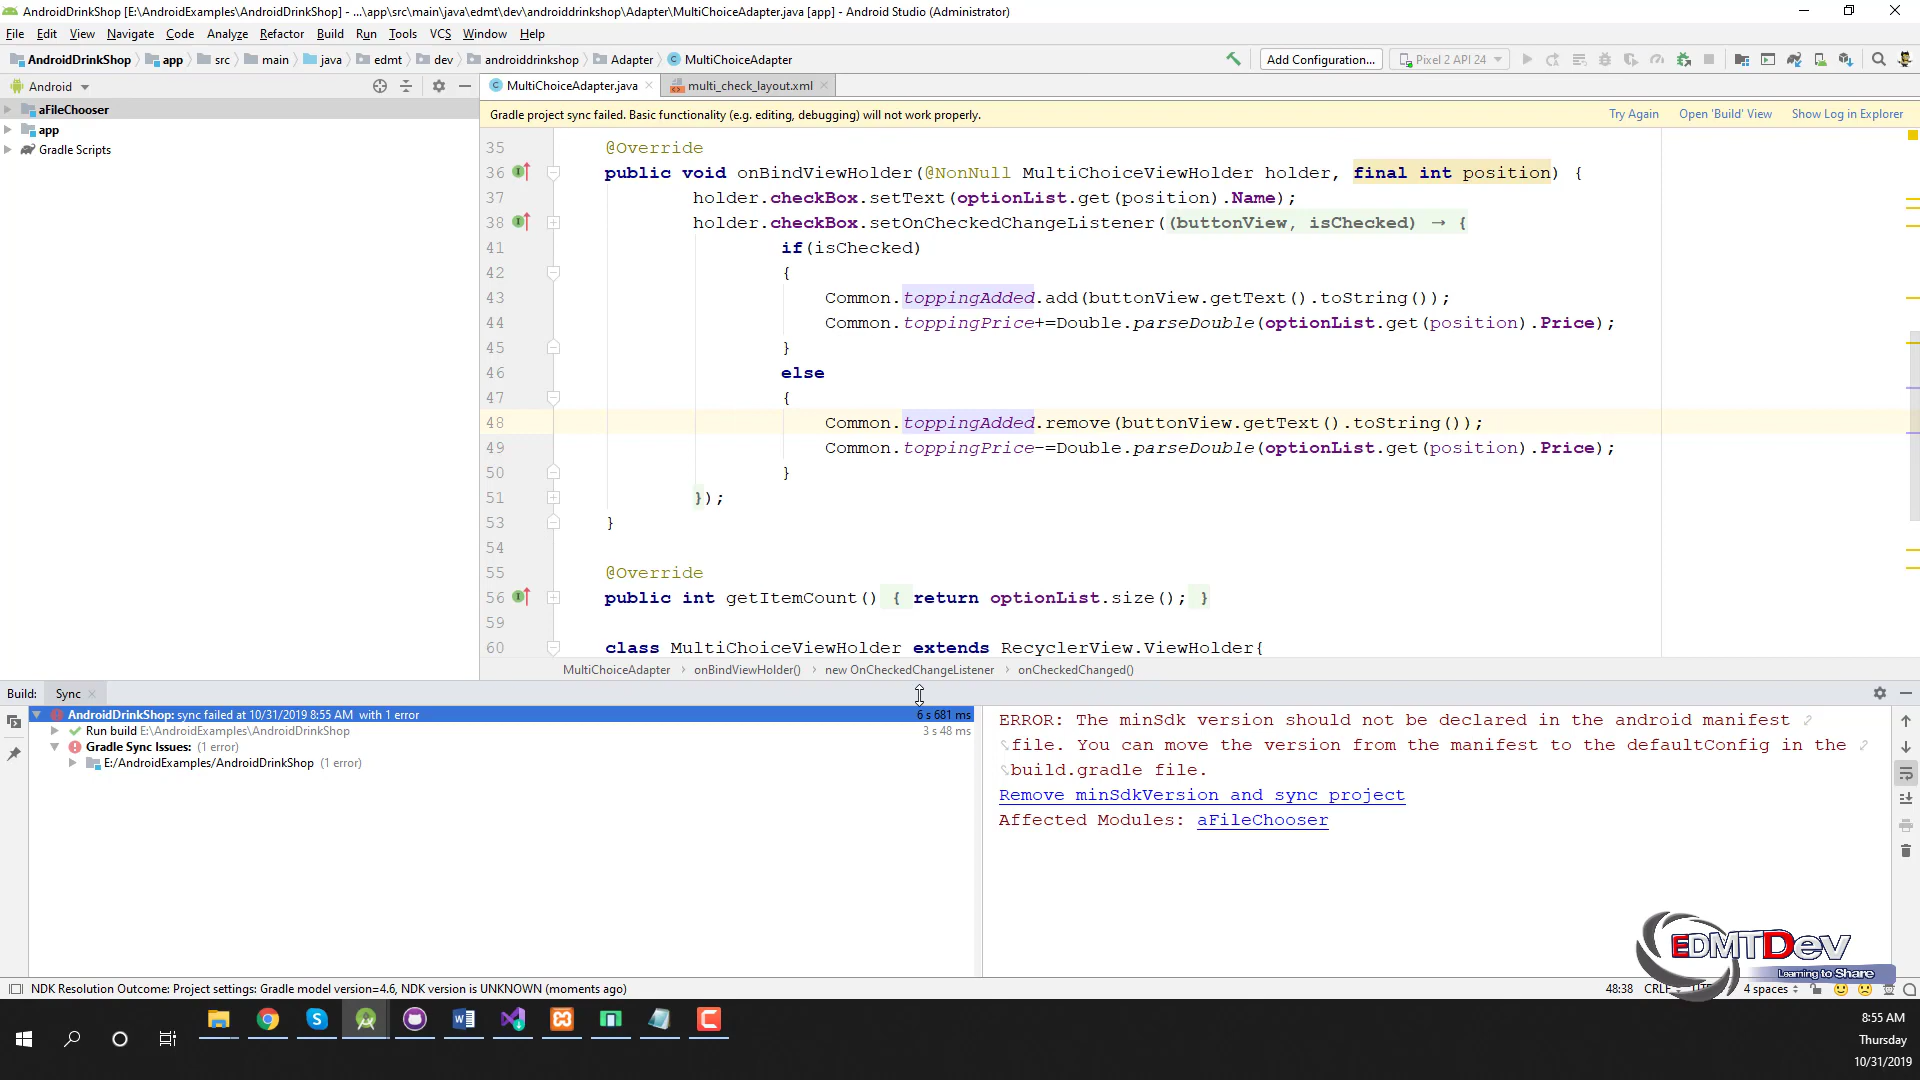 AndroidDrinkShop [E:\AndroidExamples\AndroidDrinkShop] - ...\app\src\main\java\edmt\dev\androiddrinkshop\Adapter\MultiChoiceAdapter.java [app] - Android Studio (Administrator)
File Edit View Navigate Code Analyze Refactor Build Run Tools VCS Window Help
AndroidDrinkShop app src main java edmt dev androiddrinkshop Adapter MultiChoiceAdapter Add Configuration... Pixel 2 API 24
Android MultiChoiceAdapter.java multi_check_layout.xml
aFileChooser
app
Gradle Scripts
Gradle project sync failed. Basic functionality (e.g. editing, debugging) will not work properly. Try Again Open 'Build' View Show Log in Explorer
35 @Override
36 public void onBindViewHolder(@NonNull MultiChoiceViewHolder holder, final int position) {
37 holder.checkBox.setText(optionList.get(position).Name);
38 holder.checkBox.setOnCheckedChangeListener((buttonView, isChecked) → {
41 if(isChecked)
42 {
43 Common.toppingAdded.add(buttonView.getText().toString());
44 Common.toppingPrice+=Double.parseDouble(optionList.get(position).Price);
45 }
46 else
47 {
48 Common.toppingAdded.remove(buttonView.getText().toString());
49 Common.toppingPrice-=Double.parseDouble(optionList.get(position).Price);
50 }
51 });
53 }
54
55 @Override
56 public int getItemCount() { return optionList.size(); }
59
60 class MultiChoiceViewHolder extends RecyclerView.ViewHolder{
MultiChoiceAdapter › onBindViewHolder() › new OnCheckedChangeListener › onCheckedChanged()
Build: Sync
AndroidDrinkShop: sync failed at 10/31/2019 8:55 AM with 1 error 6 s 681 ms
Run build E:\AndroidExamples\AndroidDrinkShop 3 s 48 ms
Gradle Sync Issues: (1 error)
E:/AndroidExamples/AndroidDrinkShop (1 error)
ERROR: The minSdk version should not be declared in the android manifest
file. You can move the version from the manifest to the defaultConfig in the
build.gradle file.
Remove minSdkVersion and sync project
Affected Modules: aFileChooser
EDMTDev
Learning to Share
NDK Resolution Outcome: Project settings: Gradle model version=4.6, NDK version is UNKNOWN (moments ago) 48:38 CRLF 4 spaces
8:55 AM
Thursday
10/31/2019